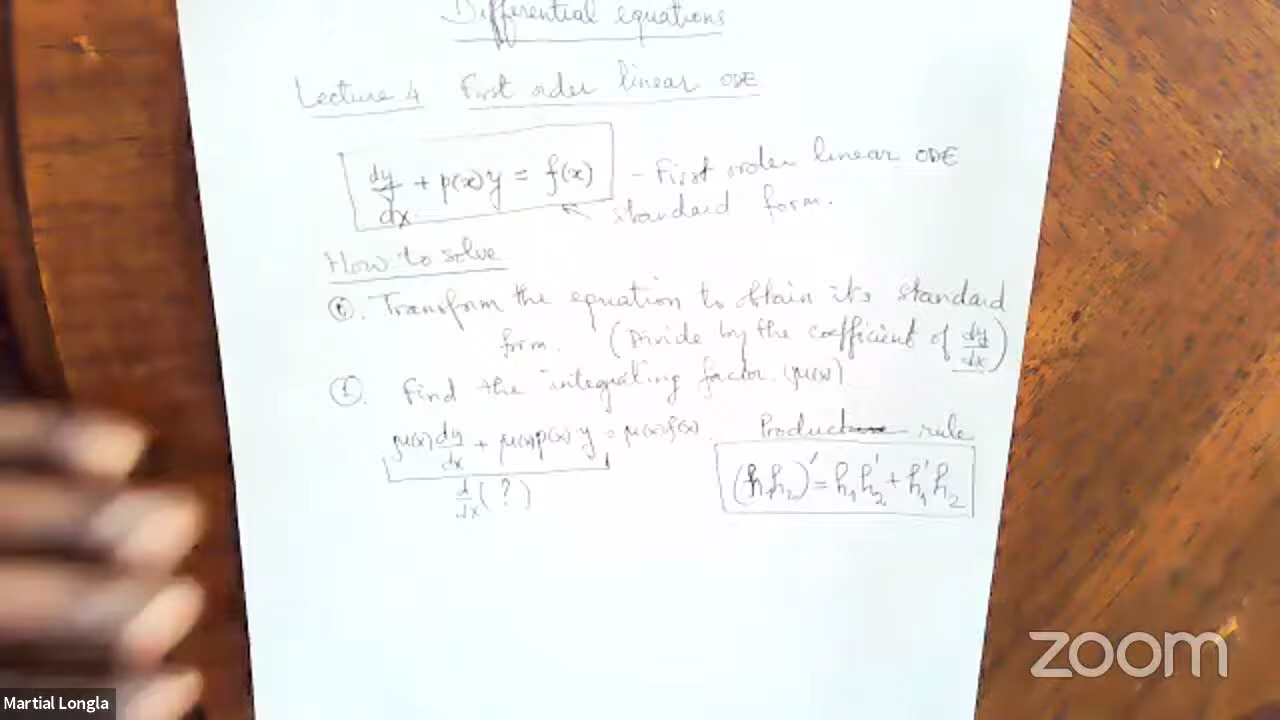 Differential equations
Lecture 4 First order linear ODE
dy/dx + p(x)y = f(x) - First order linear ODE
standard form.
How to solve
⓪. Transform the equation to obtain its standard
form. (Divide by the coefficient of dy/dx)
①. Find the integrating factor. (μ(x))
μ(x)dy/dx + μ(x)p(x)y = μ(x)f(x). Product rule
d/dx(?) (h₁h₂)' = h₁h₂' + h₁'h₂
zoom
Martial Longla